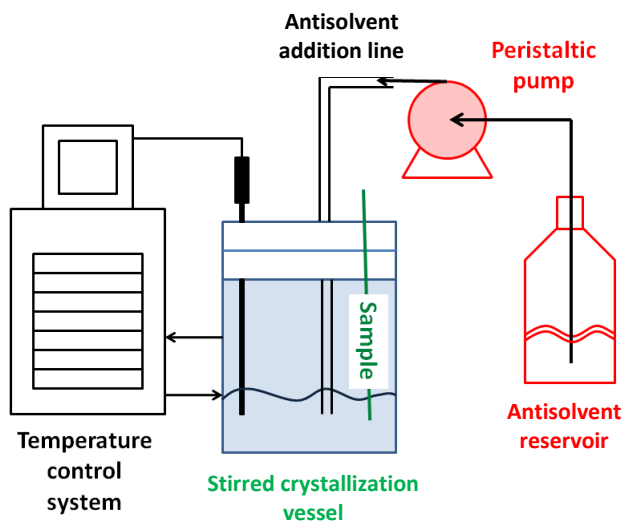 Antisolvent
addition line
Peristaltic
pump
Sample
Temperature
control
system
Stirred crystallization
vessel
Antisolvent
reservoir